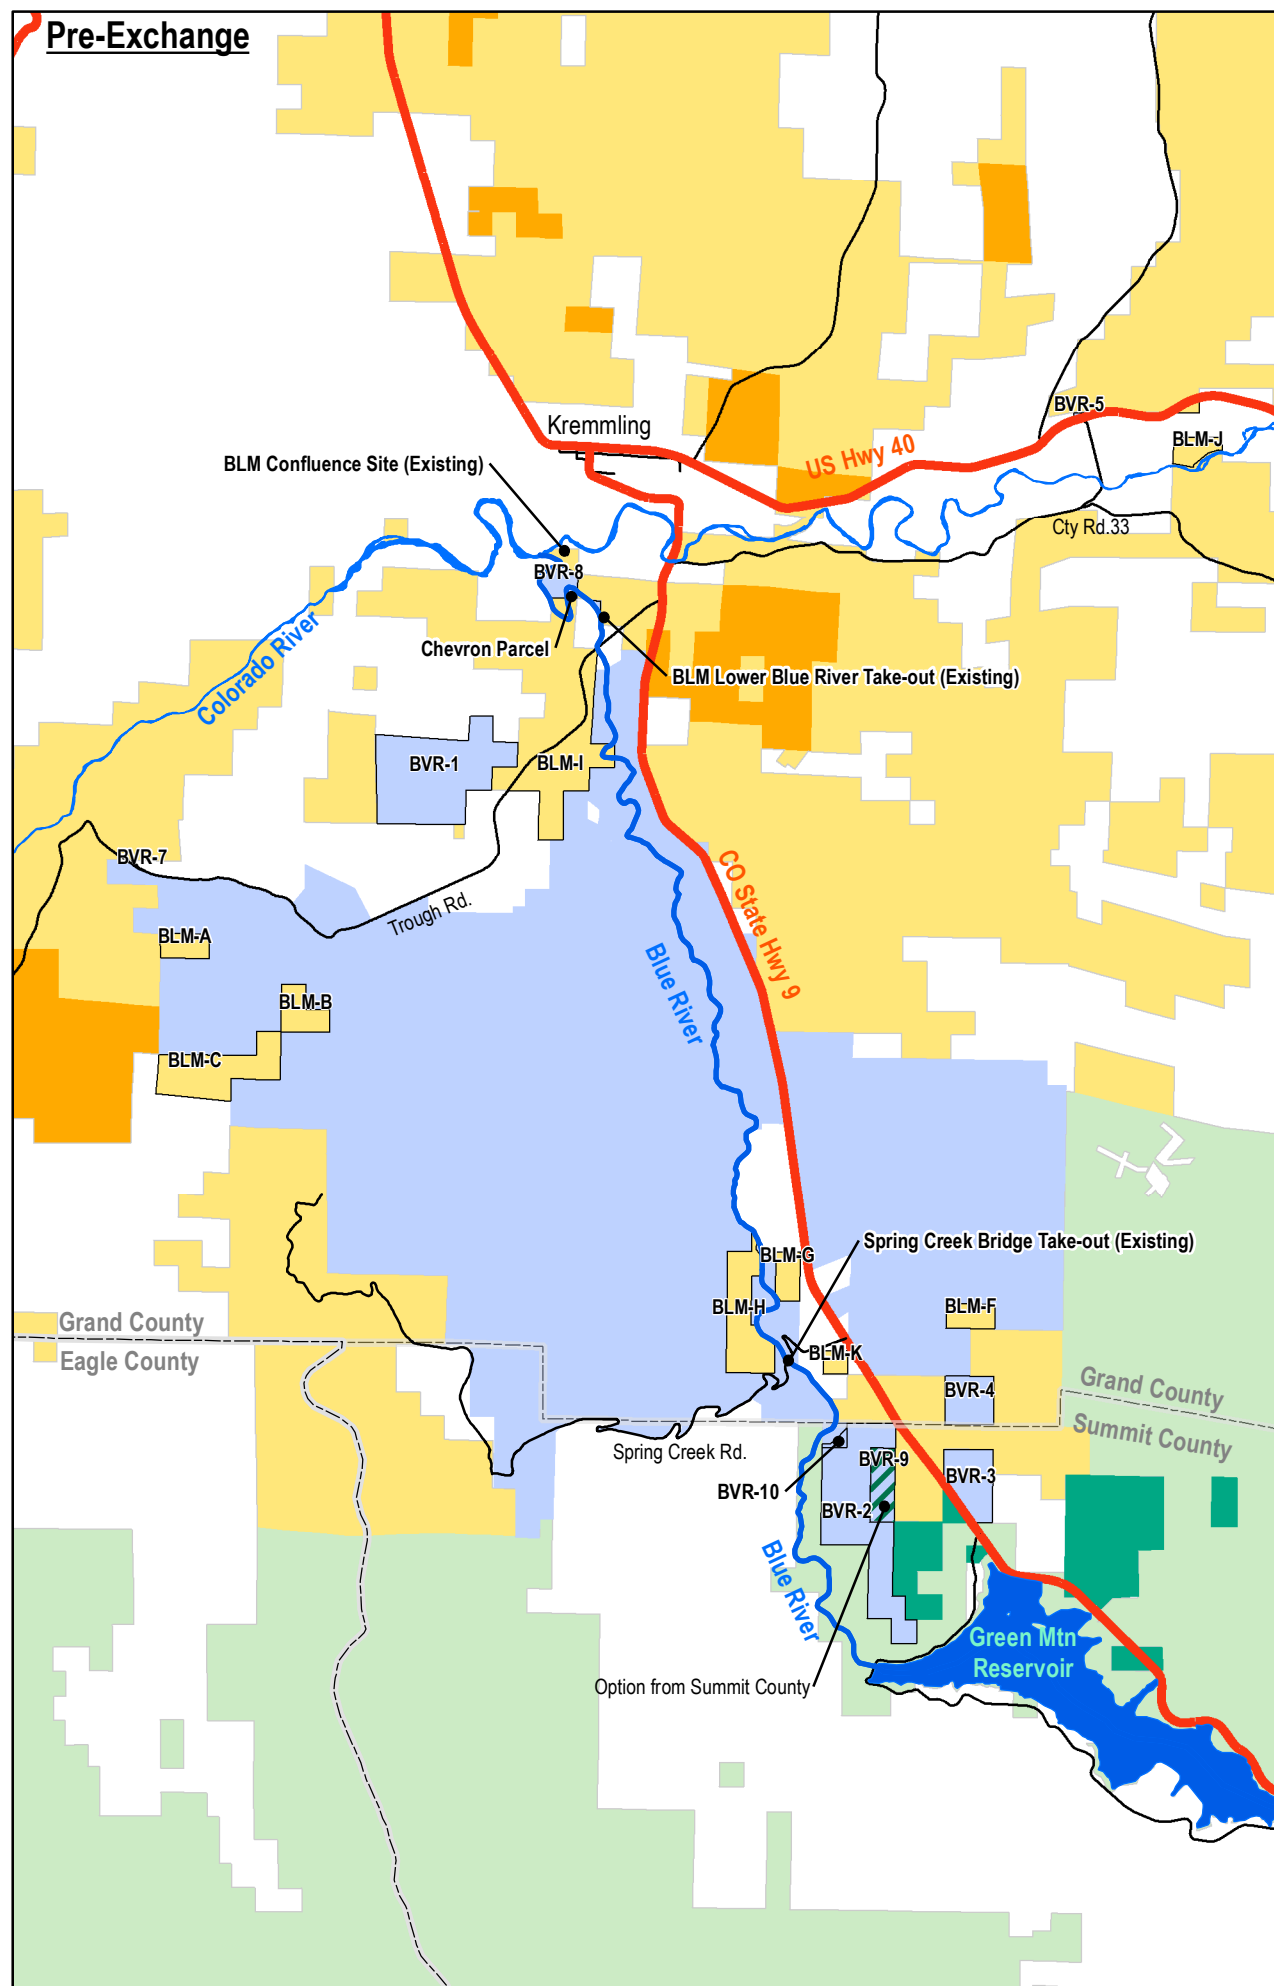 Pre-Exchange
BVR-5
Kremmling
US Hwy 40
BLM-J
BLM Confluence Site (Existing)
Cty Rd.33
BVR-8
Chevron Parcel
Colorado River
BLM Lower Blue River Take-out (Existing)
BVR-1
BLM-I
BVR-7
CO State Hwy 9
Trough Rd.
BLM-A
Blue River
BLM-B
BLM-C
Spring Creek Bridge Take-out (Existing)
BLM-G
BLM-H
BLM-F
Grand County
Eagle County
BLM-K
BVR-4
Grand County
Summit County
Spring Creek Rd.
BVR-9
BVR-3
BVR-10
BVR-2
Blue River
Green Mtn
Reservoir
Option from Summit County